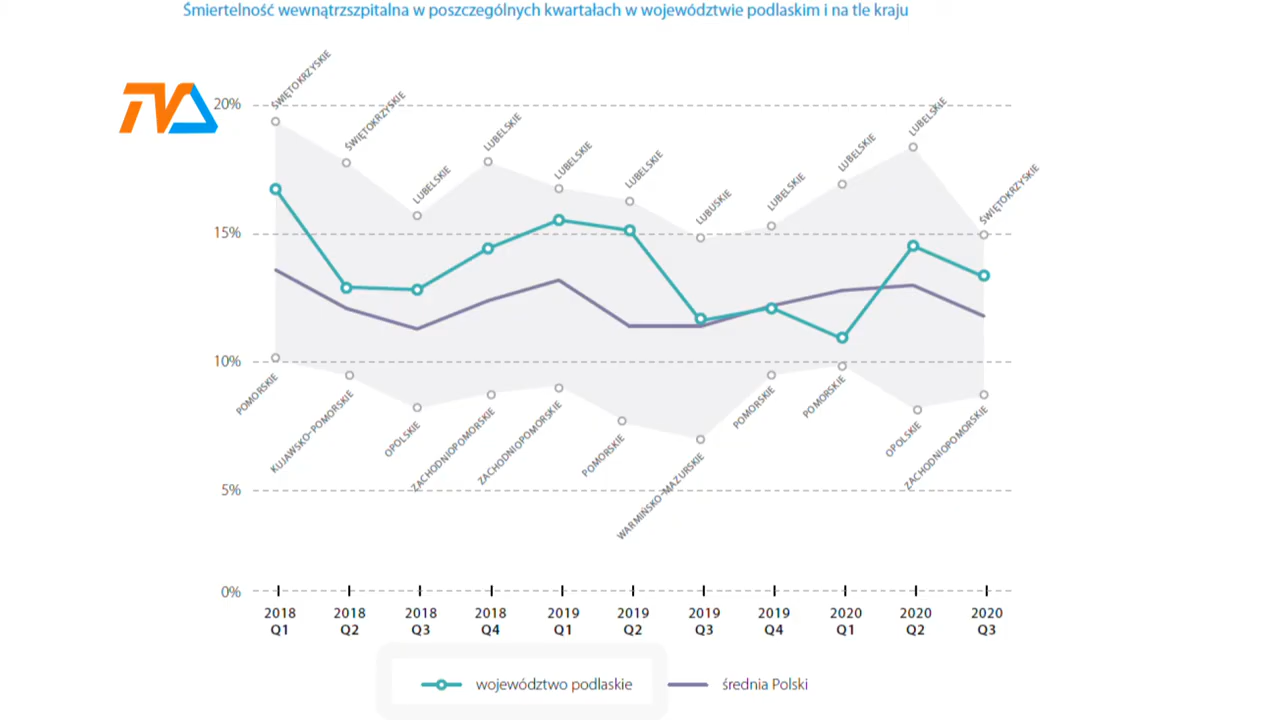 Śmiertelność wewnątrzszpitalna w poszczególnych kwartałach w województwie podlaskim i na tle kraju
TVA
20%
15%
10%
5%
0%
ŚWIĘTOKRZYSKIE
ŚWIĘTOKRZYSKIE
LUBELSKIE
LUBELSKIE
LUBELSKIE
LUBELSKIE
LUBUSKIE
LUBELSKIE
LUBELSKIE
LUBELSKIE
ŚWIĘTOKRZYSKIE
POMORSKIE
KUJAWSKO-POMORSKIE
OPOLSKIE
ZACHODNIOPOMORSKIE
ZACHODNIOPOMORSKIE
POMORSKIE
WARMIŃSKO-MAZURSKIE
POMORSKIE
POMORSKIE
OPOLSKIE
ZACHODNIOPOMORSKIE
2018 2018 2018 2018 2019 2019 2019 2019 2020 2020 2020
Q1 Q2 Q3 Q4 Q1 Q2 Q3 Q4 Q1 Q2 Q3
województwo podlaskie średnia Polski